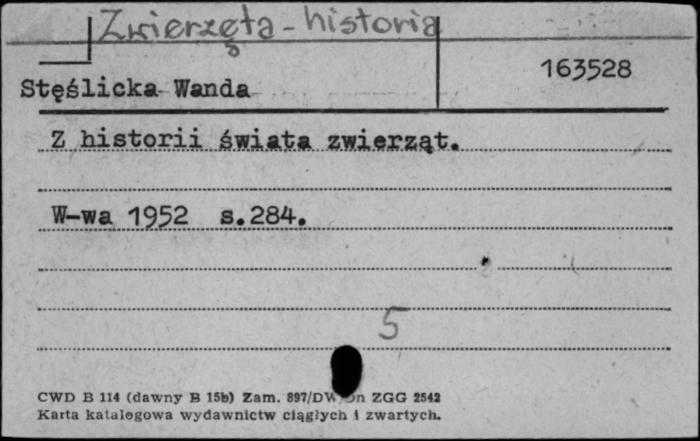 Zwierzęta - historia
163528
Stęślicka Wanda
Z historii świata zwierząt.
W-wa 1952 s.284.
5
CWD B 114 (dawny B 15b) Zam. 897/DW ZGG 2542
Karta katalogowa wydawnictw ciągłych i zwartych.